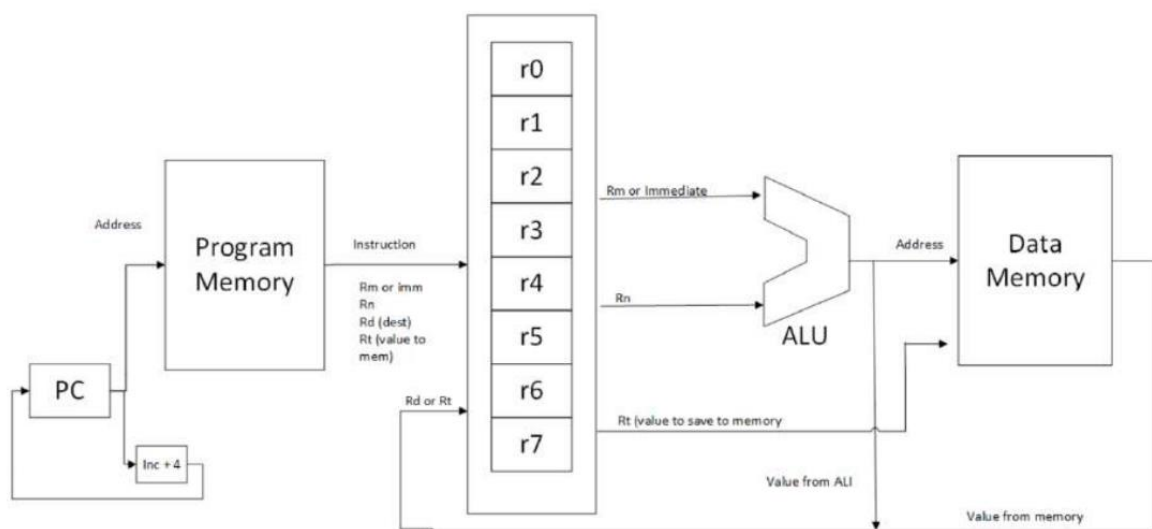 r0
r1
r2
r3
r4
r5
r6
r7
Address
Program
Memory
Instruction
Rm or imm
Rn
Rd (dest)
Rt (value to
mem)
PC
Inc + 4
Rd or Rt
Rm or Immediate
Rn
ALU
Address
Data
Memory
Rt (value to save to memory
Value from ALI
Value from memory